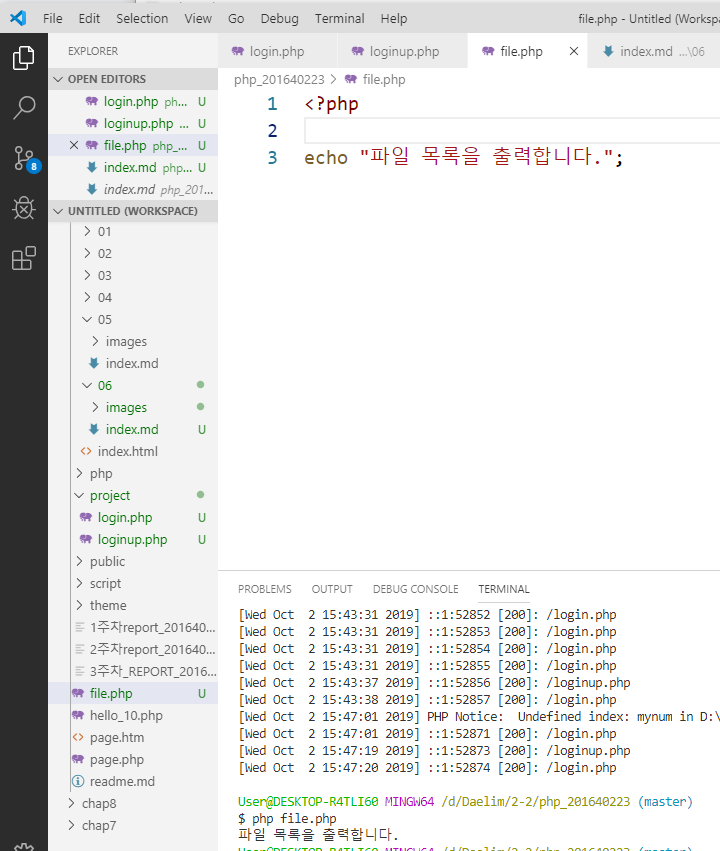 File Edit Selection View Go Debug Terminal Help file.php - Untitled (Workspa
EXPLORER
login.php loginup.php file.php index.md ...\06
OPEN EDITORS
login.php ph... U
loginup.php ... U
file.php php_... U
index.md php... U
index.md php_201...
UNTITLED (WORKSPACE)
01
02
03
04
05
images
index.md
06
images
index.md U
index.html
php
project
login.php U
loginup.php U
public
script
theme
1주차report_201640...
2주차report_201640...
3주차_REPORT_2016...
file.php U
hello_10.php
page.htm
page.php
readme.md
chap8
chap7
8
php_201640223 > file.php
1 <?php
2
3 echo "파일 목록을 출력합니다.";
PROBLEMS OUTPUT DEBUG CONSOLE TERMINAL
[Wed Oct  2 15:43:31 2019] ::1:52852 [200]: /login.php
[Wed Oct  2 15:43:31 2019] ::1:52853 [200]: /login.php
[Wed Oct  2 15:43:31 2019] ::1:52854 [200]: /login.php
[Wed Oct  2 15:43:31 2019] ::1:52855 [200]: /login.php
[Wed Oct  2 15:43:37 2019] ::1:52856 [200]: /loginup.php
[Wed Oct  2 15:43:38 2019] ::1:52857 [200]: /login.php
[Wed Oct  2 15:47:01 2019] PHP Notice:  Undefined index: mynum in D:\
[Wed Oct  2 15:47:01 2019] ::1:52871 [200]: /login.php
[Wed Oct  2 15:47:19 2019] ::1:52873 [200]: /loginup.php
[Wed Oct  2 15:47:20 2019] ::1:52874 [200]: /login.php
User@DESKTOP-R4TLI60 MINGW64 /d/Daelim/2-2/php_201640223 (master)
$ php file.php
파일 목록을 출력합니다.
User@DESKTOP-R4TLI60 MINGW64 /d/Daelim/2-2/php_201640223 (master)